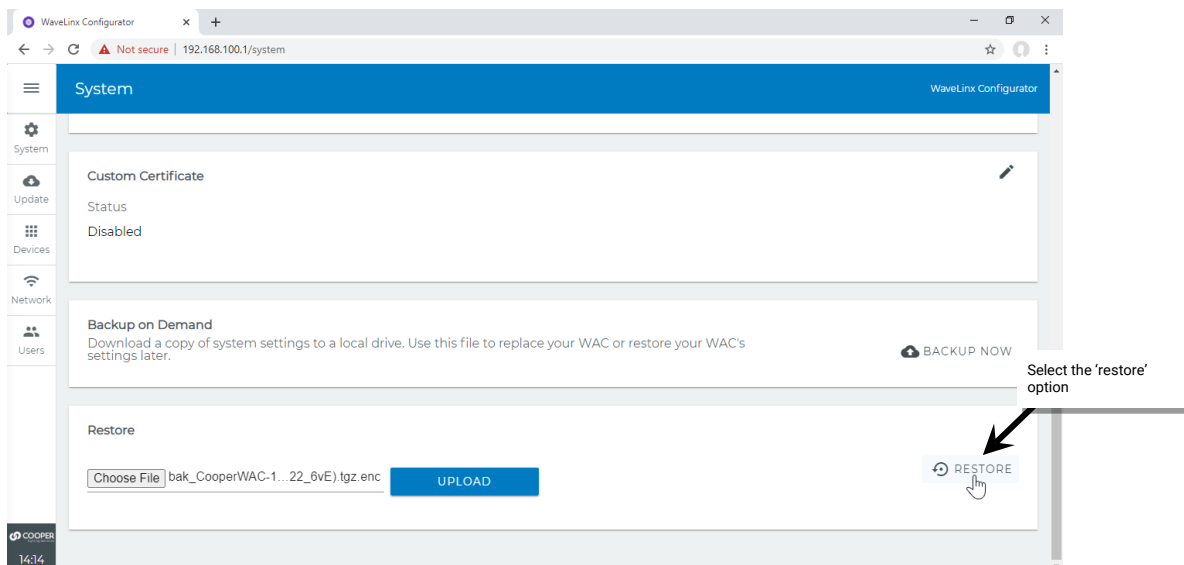 WaveLinx Configurator
Not secure | 192.168.100.1/system
System
WaveLinx Configurator
System
Update
Devices
Network
Users
Custom Certificate
Status
Disabled
Backup on Demand
Download a copy of system settings to a local drive. Use this file to replace your WAC or restore your WAC's
settings later.
BACKUP NOW
Select the ‘restore’
option
Restore
Choose File bak_CooperWAC-1…22_6vE).tgz.enc
UPLOAD
RESTORE
COOPER
14:14